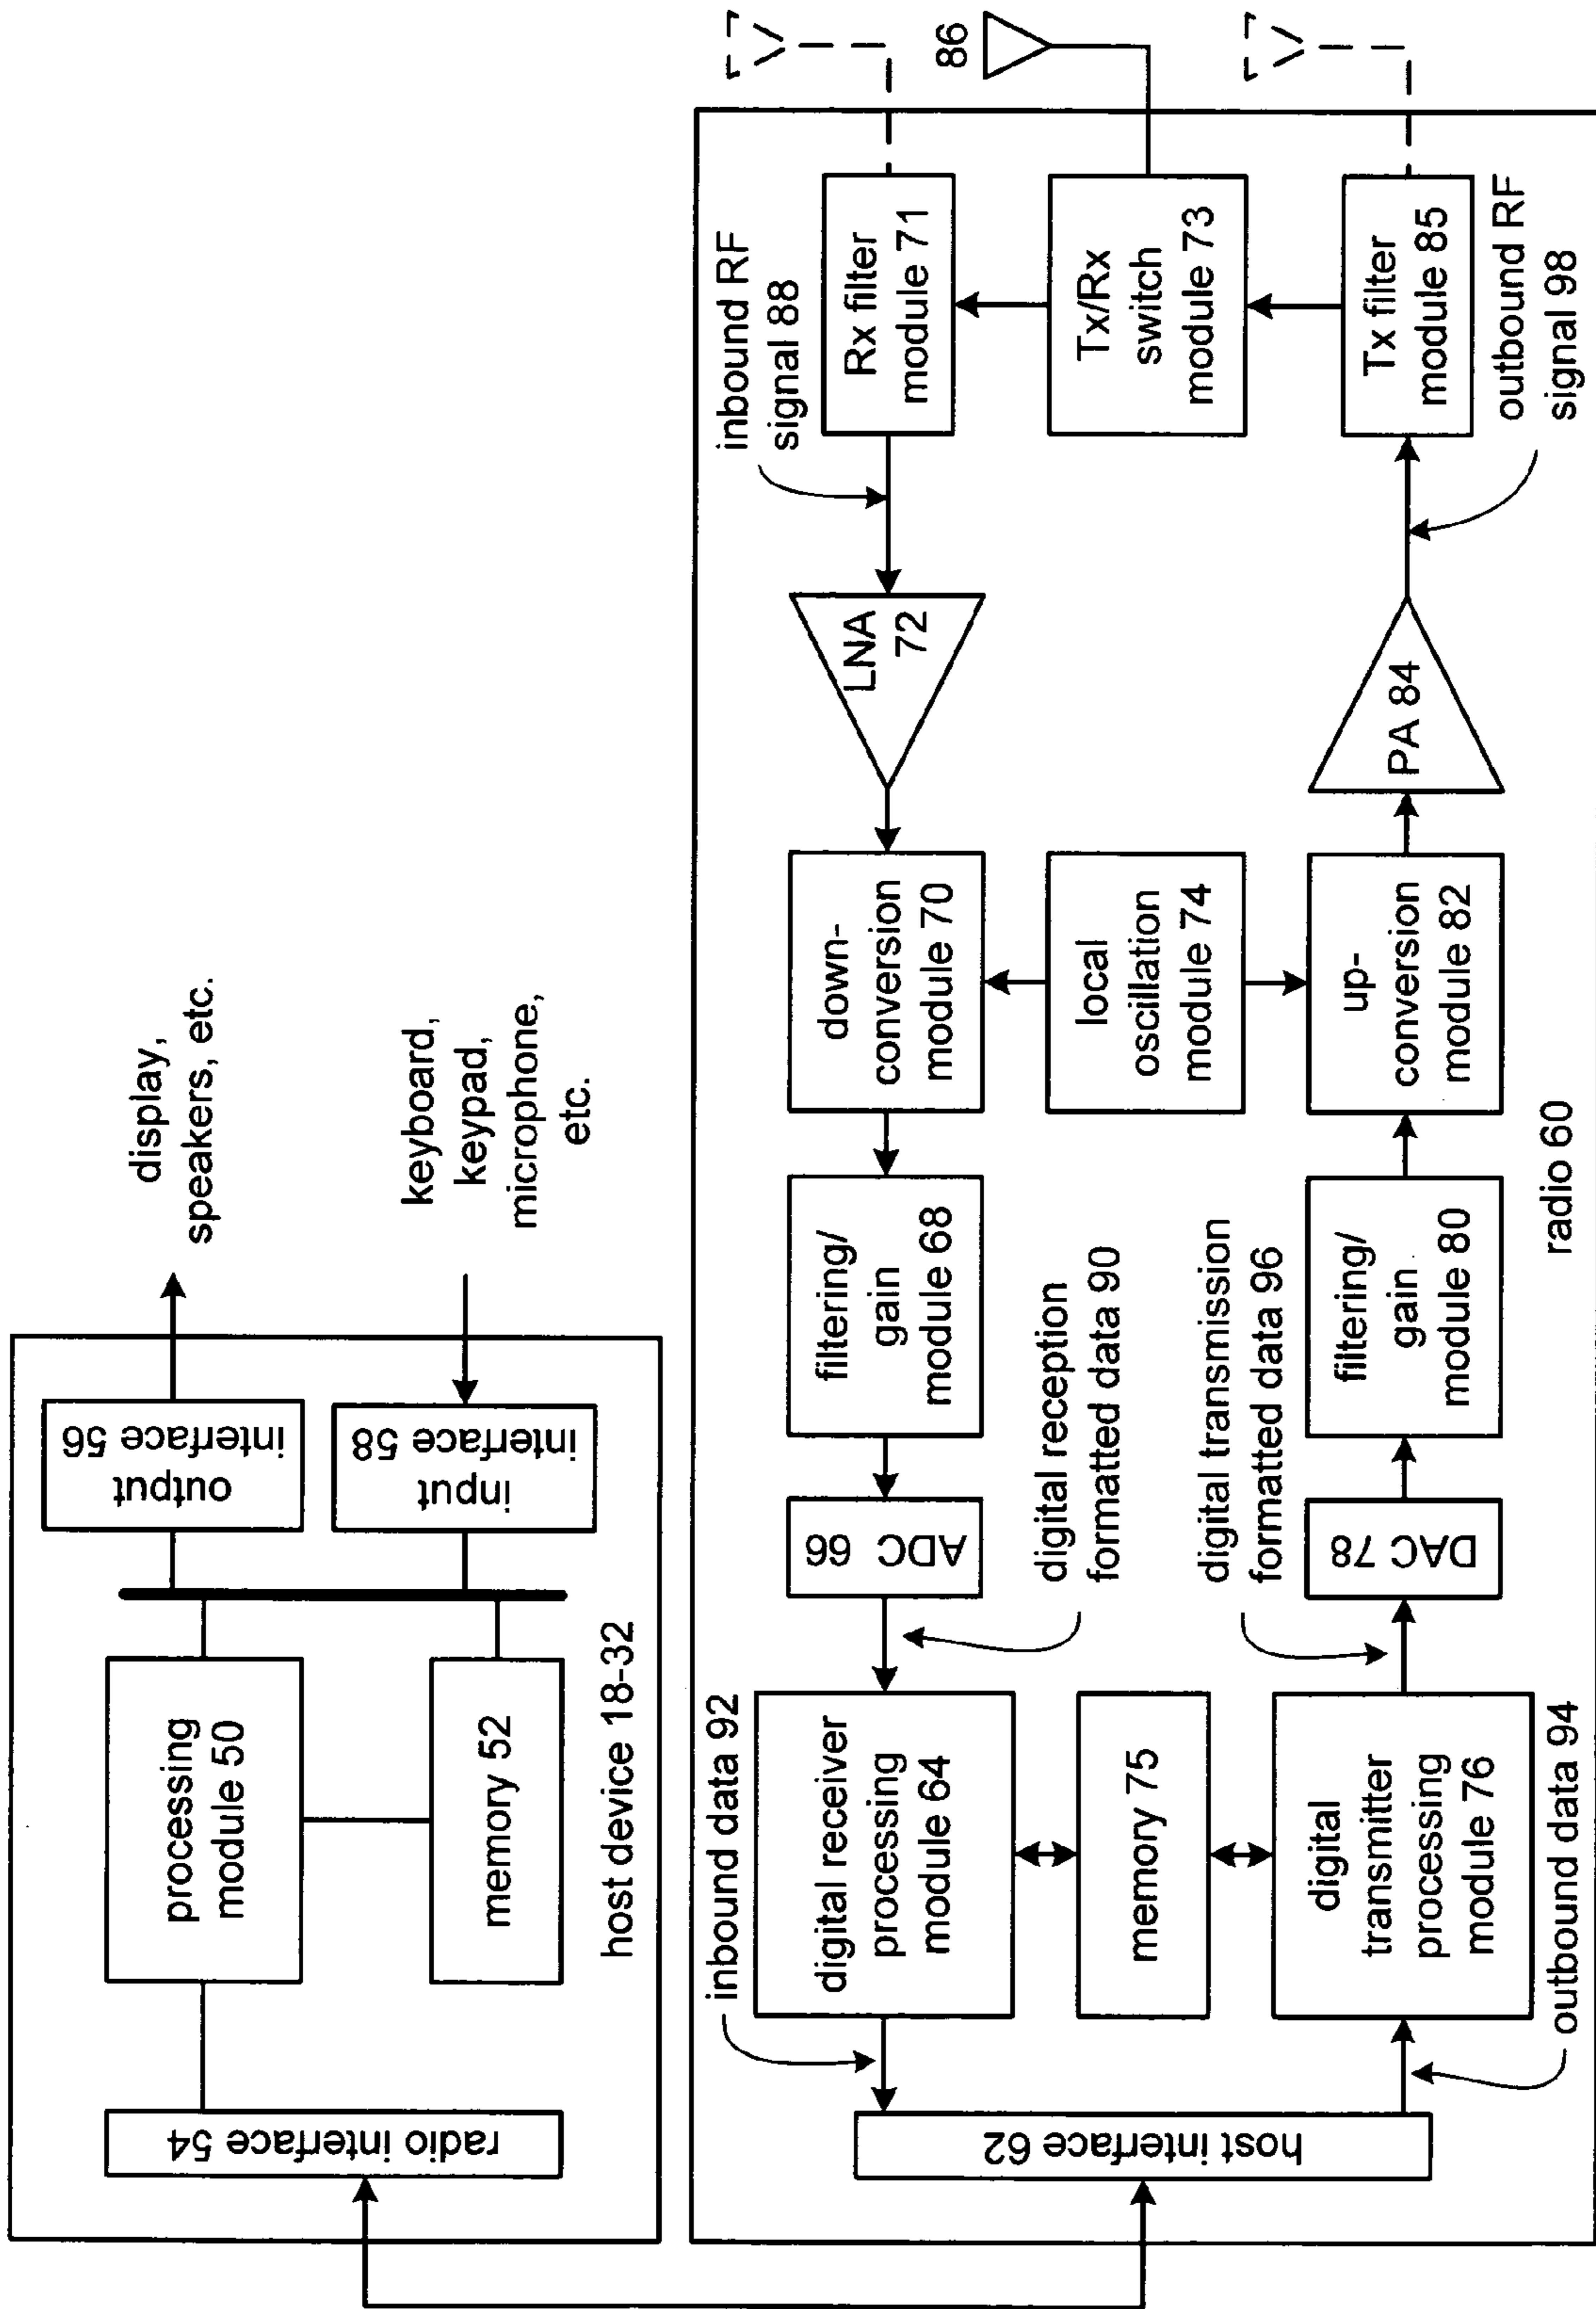 display,
speakers, etc.
keyboard,
keypad,
microphone,
etc.
output
interface 56
input
interface 58
processing
module 50
memory 52
radio interface 54
host device 18-32
86
Rx filter
module 71
inbound RF
signal 88
Tx/Rx
switch
module 73
Tx filter
module 85
outbound RF
signal 98
LNA
72
PA 84
down-
conversion
module 70
local
oscillation
module 74
up-
conversion
module 82
filtering/
gain
module 68
filtering/
gain
module 80
radio 60
ADC 66
digital reception
formatted data 90
digital transmission
formatted data 96
DAC 78
inbound data 92
digital receiver
processing
module 64
memory 75
digital
transmitter
processing
module 76
outbound data 94
host interface 62